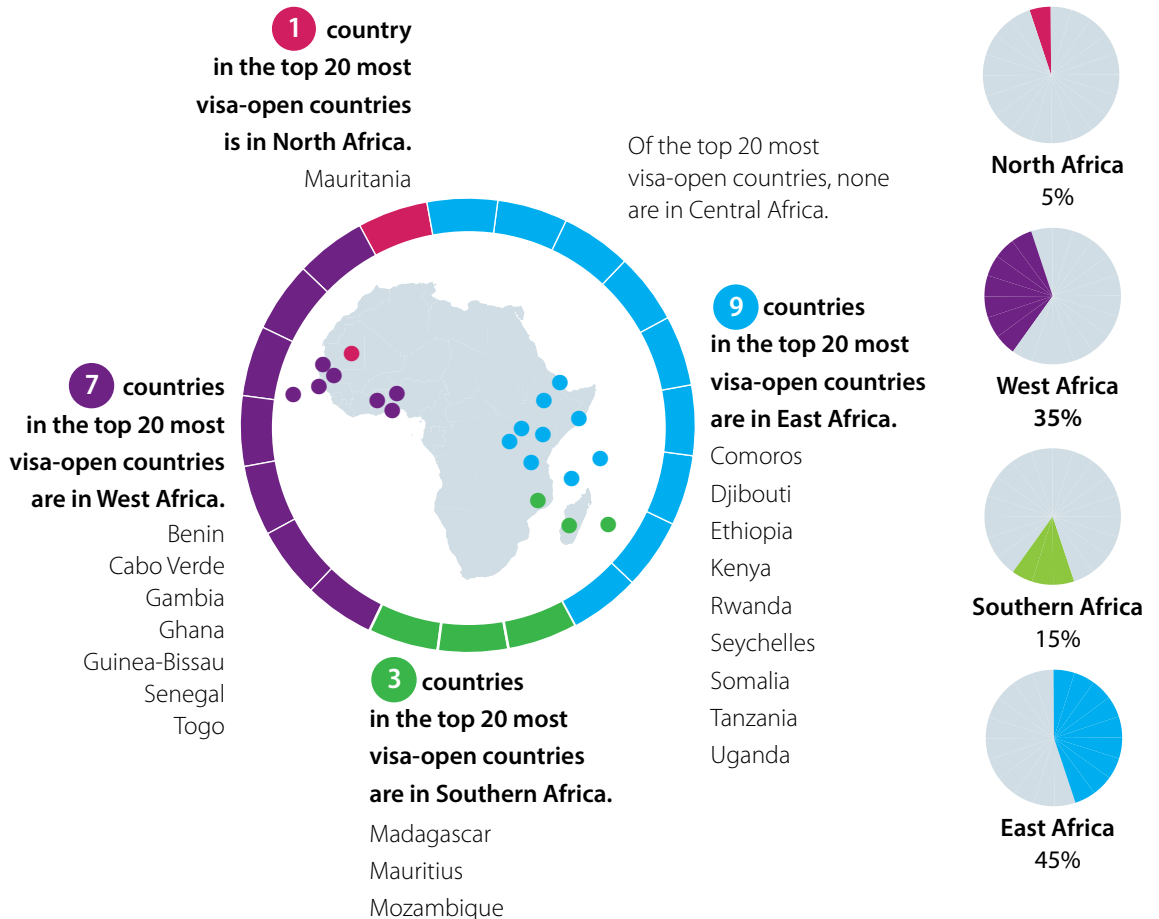 1 country
in the top 20 most
visa-open countries
is in North Africa.
Mauritania
Of the top 20 most
visa-open countries, none
are in Central Africa.
9 countries
in the top 20 most
visa-open countries
are in East Africa.
Comoros
Djibouti
Ethiopia
Kenya
Rwanda
Seychelles
Somalia
Tanzania
Uganda
7 countries
in the top 20 most
visa-open countries
are in West Africa.
Benin
Cabo Verde
Gambia
Ghana
Guinea-Bissau
Senegal
Togo
3 countries
in the top 20 most
visa-open countries
are in Southern Africa.
Madagascar
Mauritius
Mozambique
North Africa
5%
West Africa
35%
Southern Africa
15%
East Africa
45%